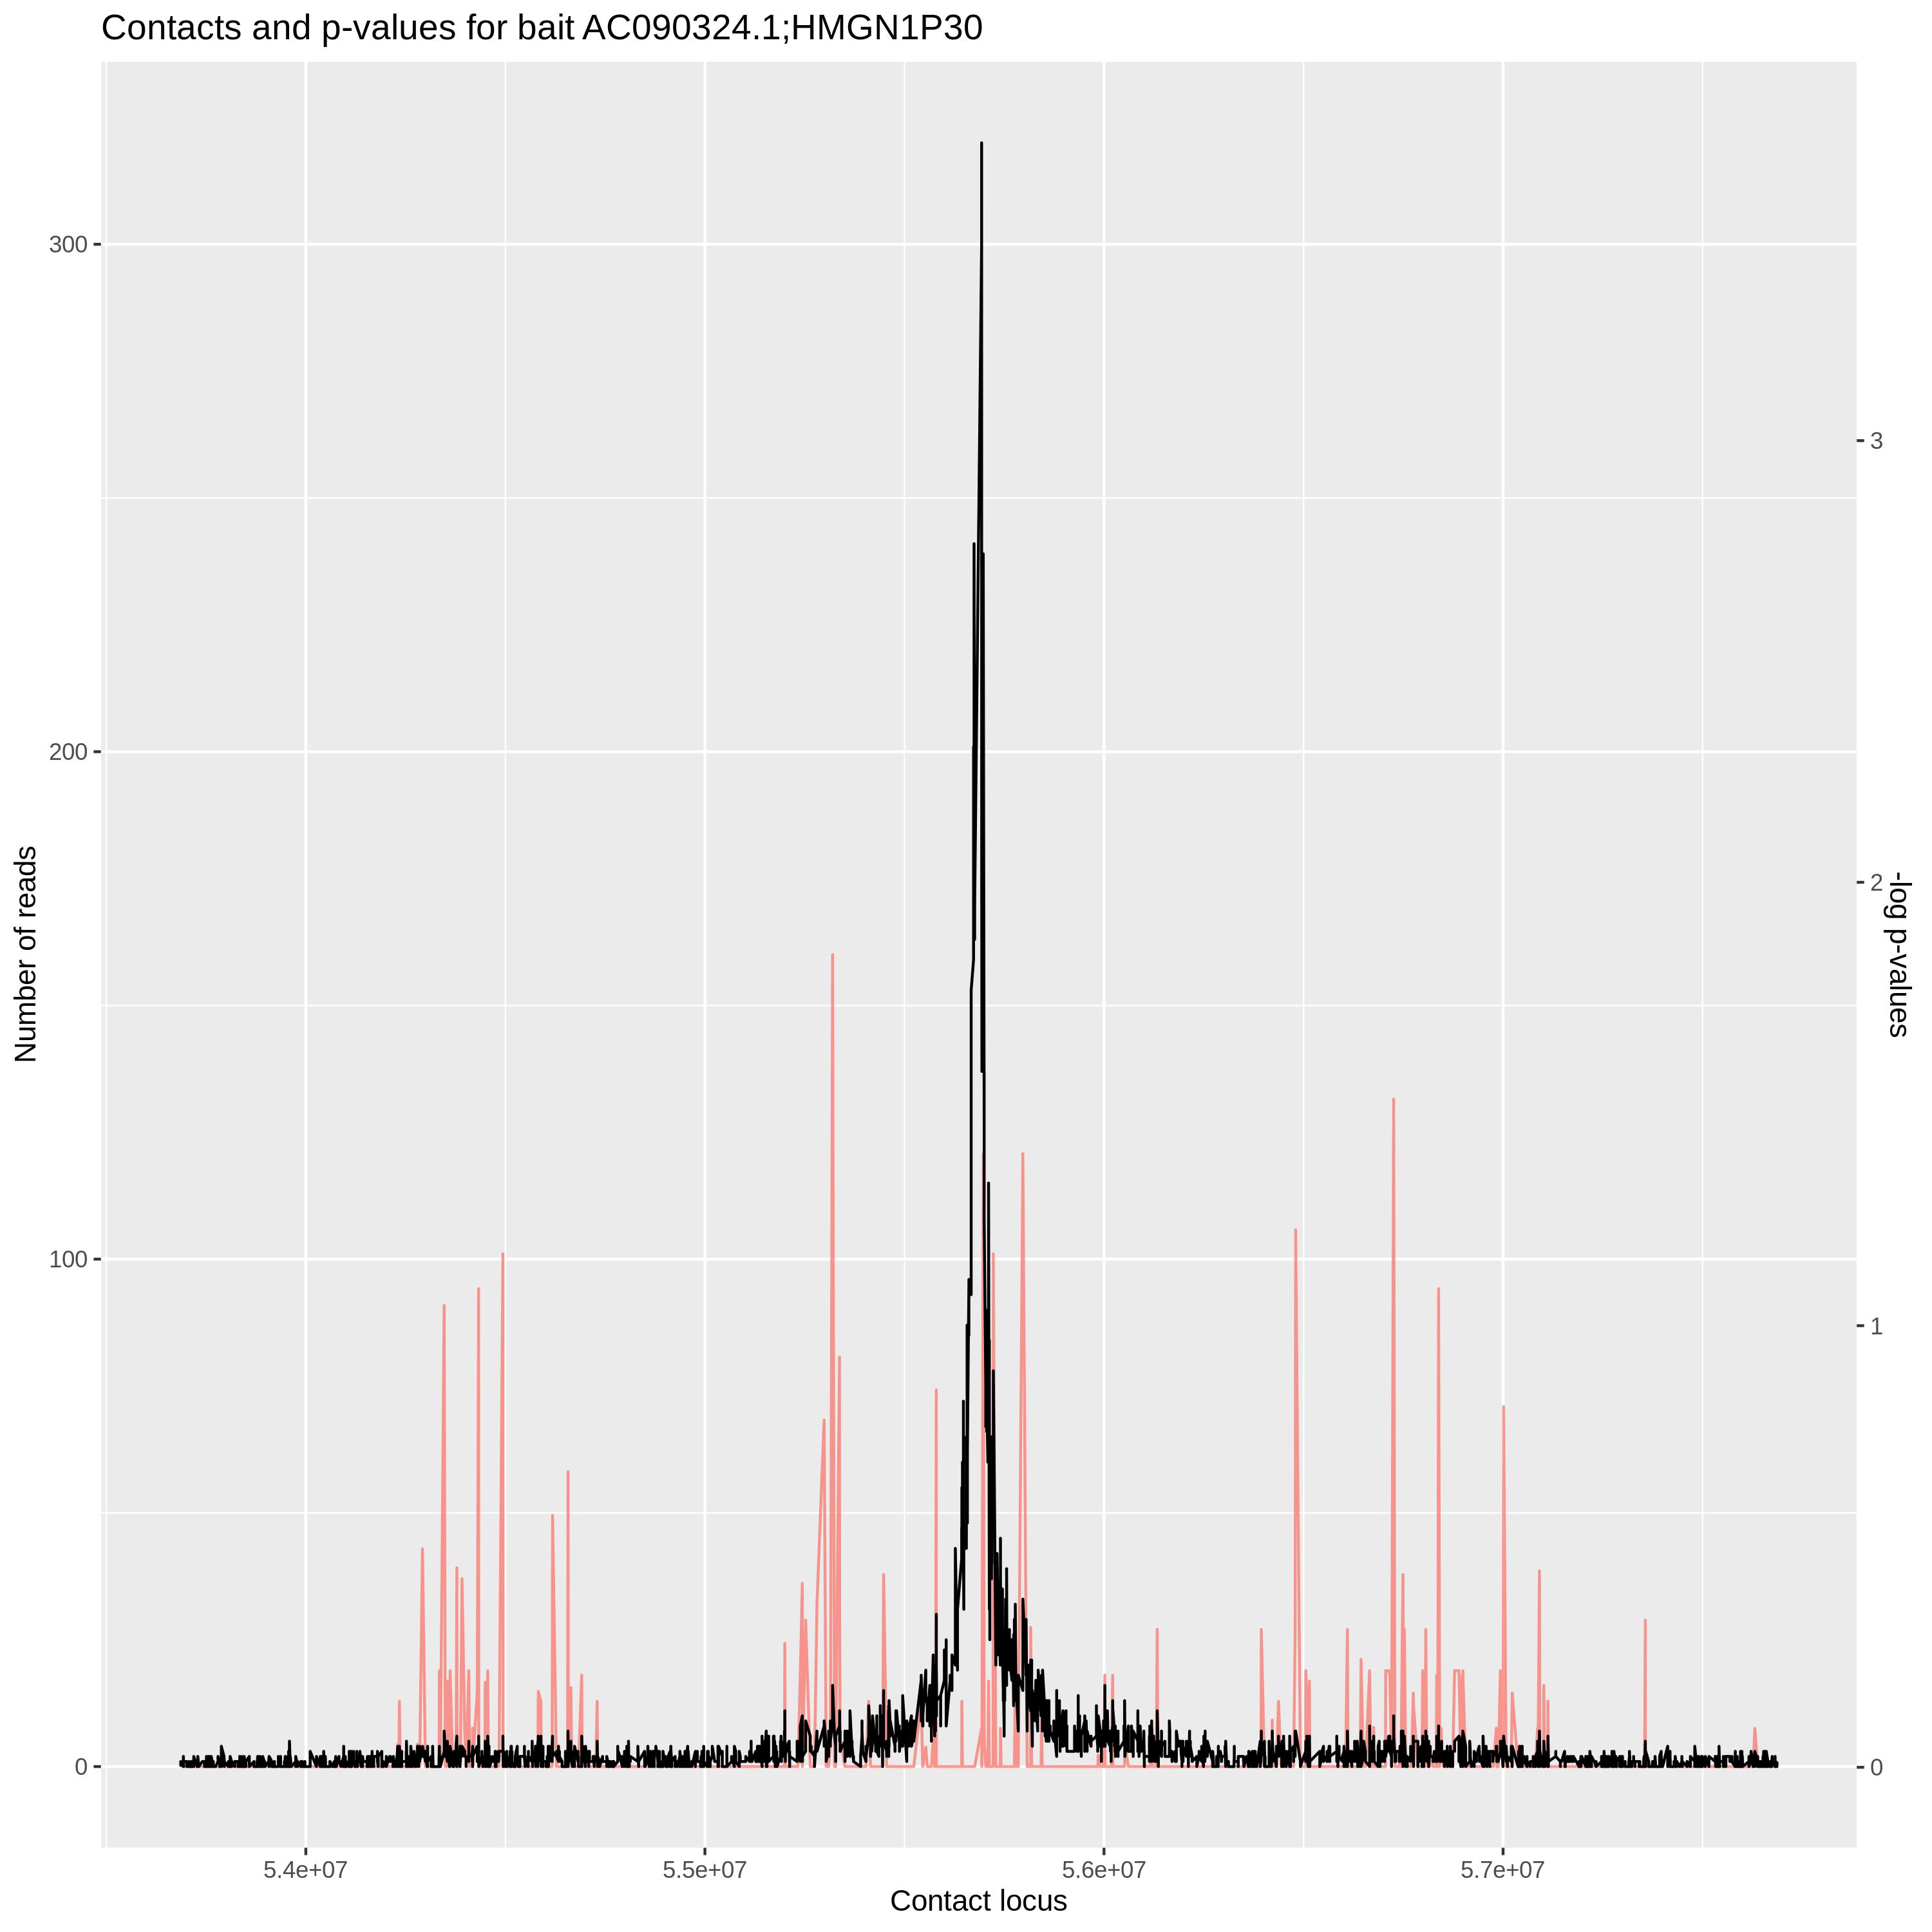 Contacts and p-values for bait AC090324.1;HMGN1P30
300
200
100
0
Number of reads
3
2
1
0
-log p-values
5.4e+07 5.5e+07 5.6e+07 5.7e+07
Contact locus